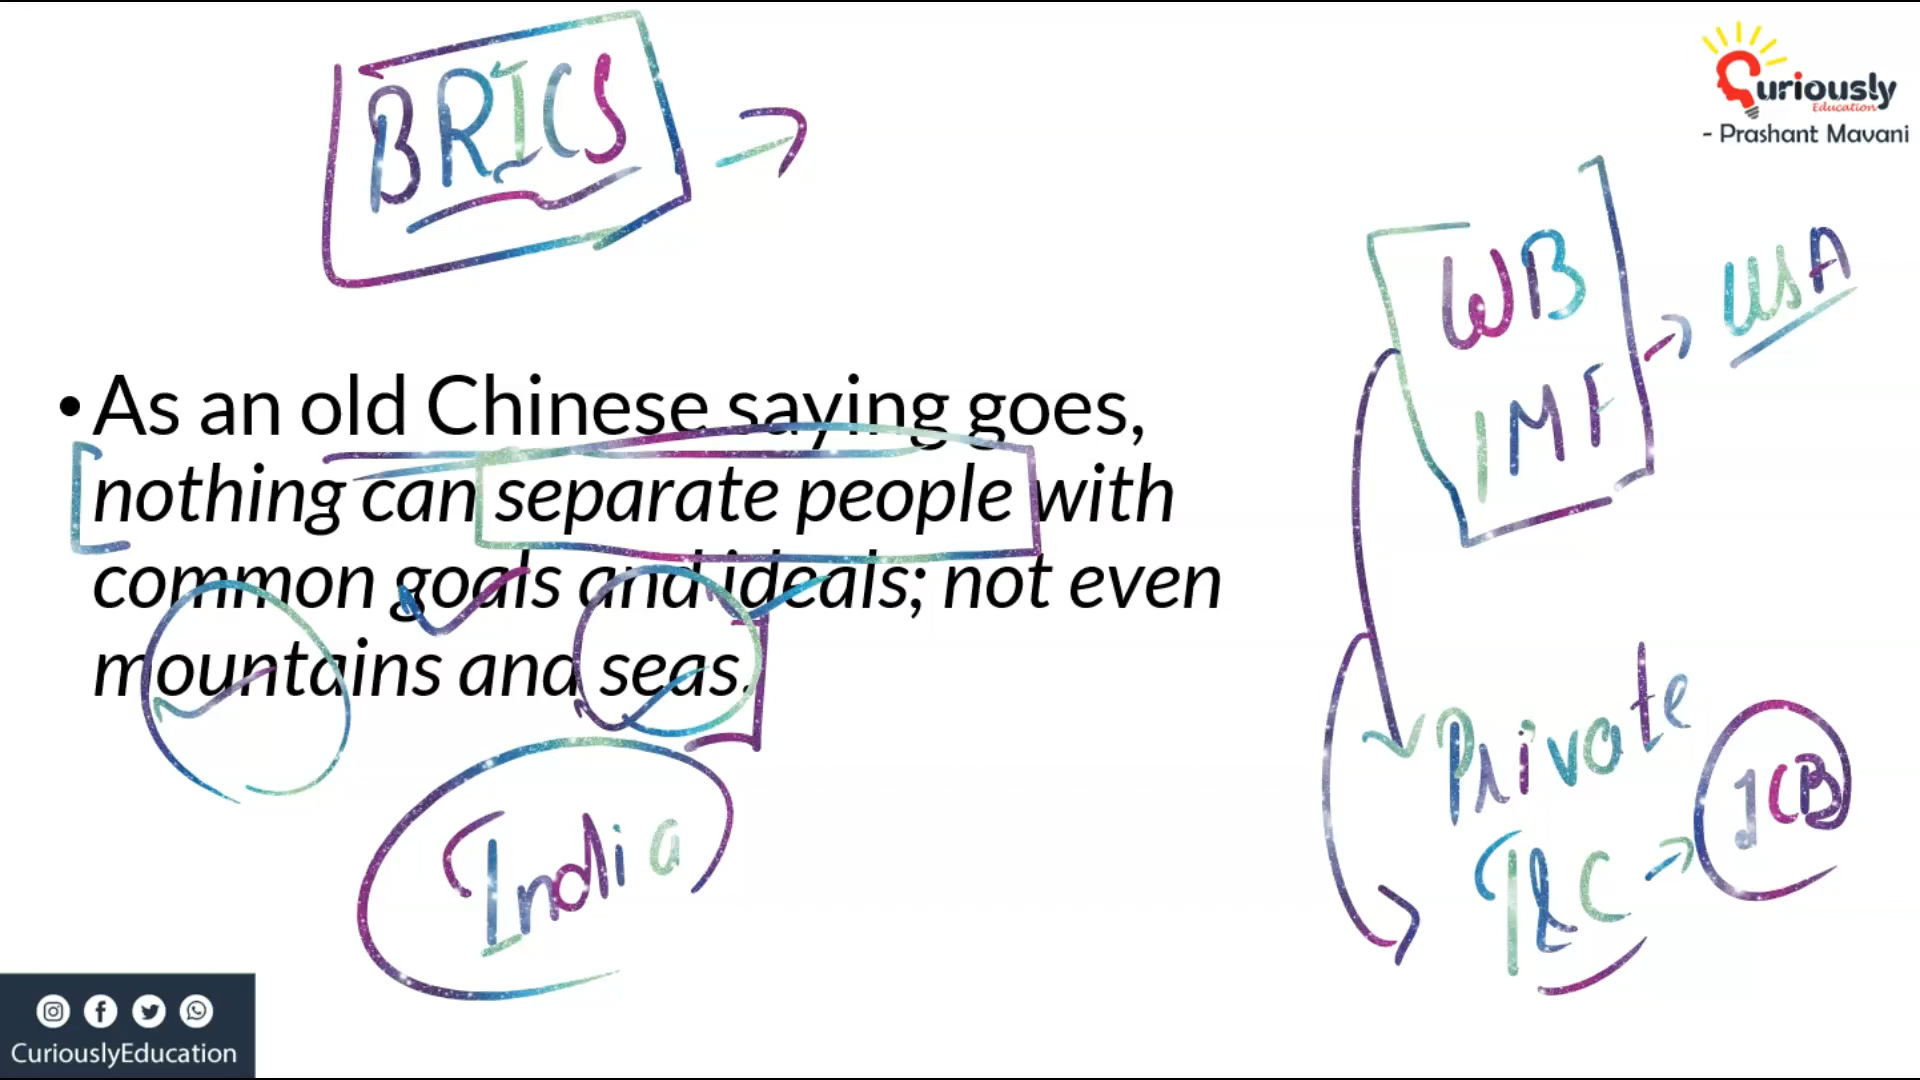 BRICS
Curiously
Education
- Prashant Mavani
WB
IMF
USA
• As an old Chinese saying goes,
nothing can separate people with
common goals and ideals; not even
mountains and seas.
Private
T&C
JCB
India
CuriouslyEducation